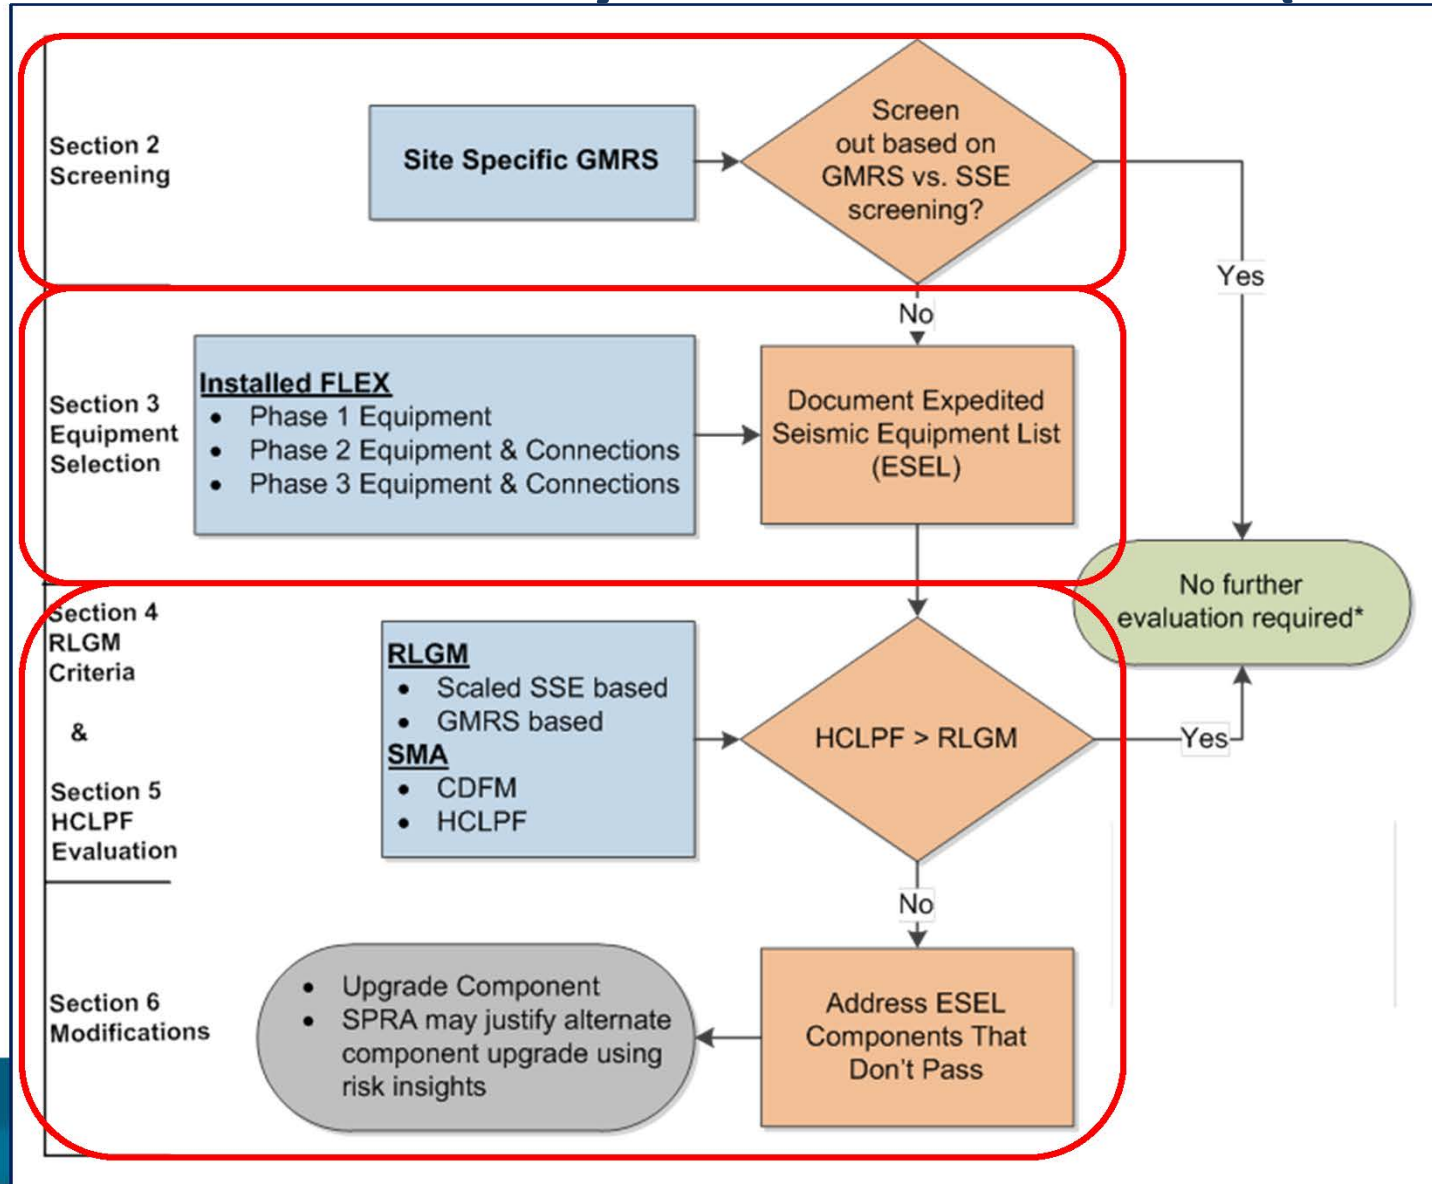 Section 2
Screening
Site Specific GMRS
Screen
out based on
GMRS vs. SSE
screening?
Yes
No
Section 3
Equipment
Selection
Installed FLEX
• Phase 1 Equipment
• Phase 2 Equipment & Connections
• Phase 3 Equipment & Connections
Document Expedited
Seismic Equipment List
(ESEL)
No further
evaluation required*
Section 4
RLGM
Criteria
&
Section 5
HCLPF
Evaluation
RLGM
• Scaled SSE based
• GMRS based
SMA
• CDFM
• HCLPF
HCLPF > RLGM
Yes
No
Section 6
Modifications
• Upgrade Component
• SPRA may justify alternate
component upgrade using
risk insights
Address ESEL
Components That
Don't Pass